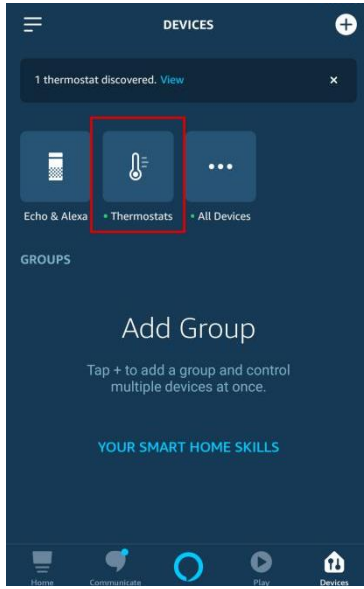 DEVICES
1 thermostat discovered. View
Echo & Alexa
Thermostats
All Devices
GROUPS
Add Group
Tap + to add a group and control
multiple devices at once.
YOUR SMART HOME SKILLS
Home
Communicate
Play
Devices